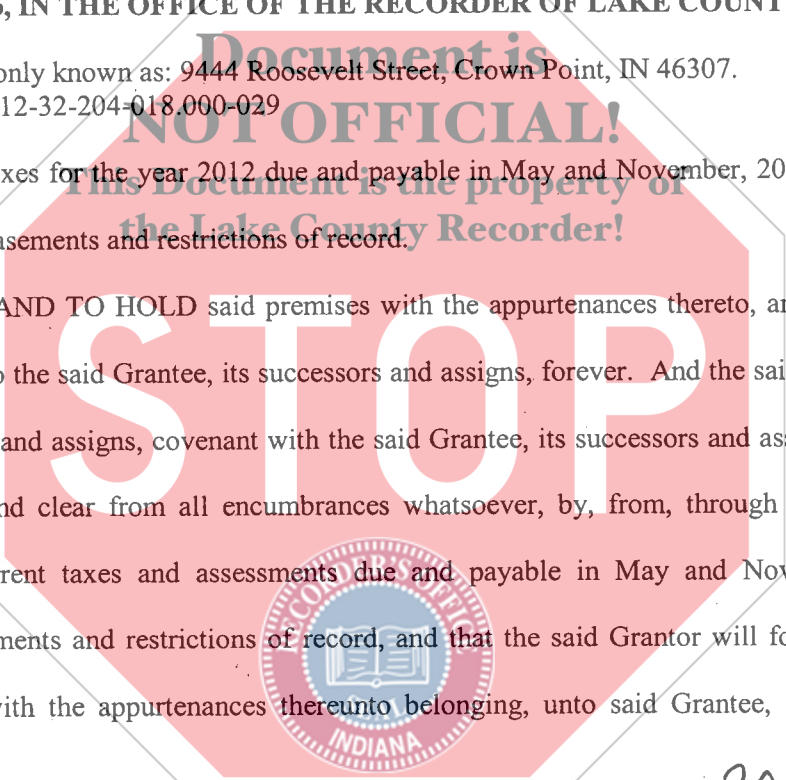 , IN THE OFFICE OF THE RECORDER OF LAKE COUNT
Document is
only known as: 9444 Roosevelt Street, Crown Point, IN 46307.
12-32-204-018.000-029
NOT OFFICIAL!
xes for the year 2012 due and payable in May and November, 20
This Document is the property of
the Lake County Recorder!
asements and restrictions of record.
AND TO HOLD said premises with the appurtenances thereto, a
STOP
o the said Grantee, its successors and assigns, forever. And the sai
and assigns, covenant with the said Grantee, its successors and as
nd clear from all encumbrances whatsoever, by, from, through
rent taxes and assessments due and payable in May and Nov
RECORDER'S OFFICE
ments and restrictions of record, and that the said Grantor will fo
with the appurtenances thereunto belonging, unto said Grantee,
INDIANA